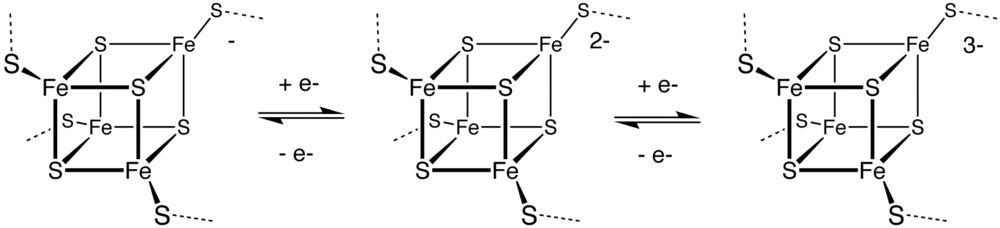 S S S
S Fe - S Fe 2- S Fe 3-
S S S
Fe S + e- Fe S + e- Fe S
S Fe S S Fe S S Fe S
- e- - e-
S Fe S Fe S Fe
S S S